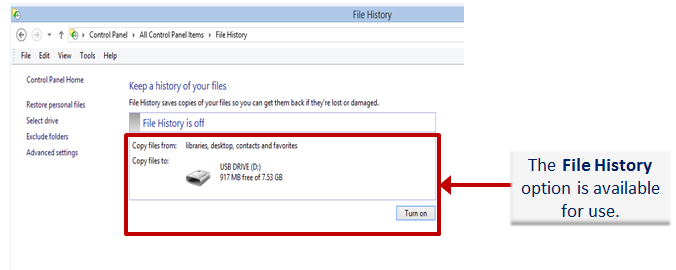 File History
Control Panel › All Control Panel Items › File History
File Edit View Tools Help
Control Panel Home
Restore personal files
Select drive
Exclude folders
Advanced settings
Keep a history of your files
File History saves copies of your files so you can get them back if they're lost or damaged.
File History is off
Copy files from: libraries, desktop, contacts and favorites
Copy files to:
USB DRIVE (D:)
917 MB free of 7.53 GB
Turn on
The File History
option is available
for use.